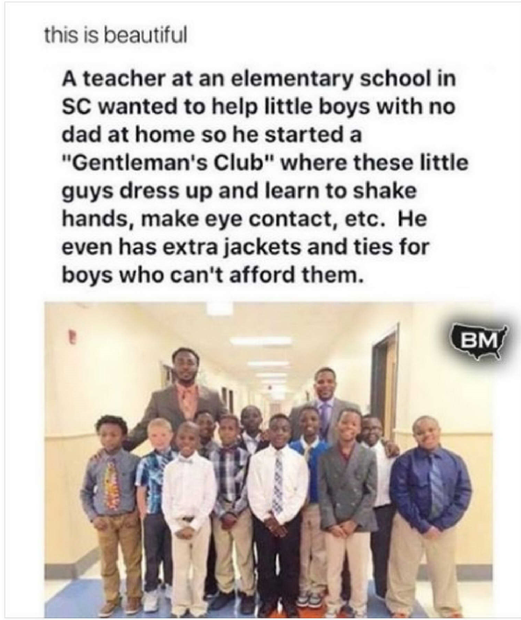 this is beautiful
A teacher at an elementary school in
SC wanted to help little boys with no
dad at home so he started a
"Gentleman's Club" where these little
guys dress up and learn to shake
hands, make eye contact, etc.  He
even has extra jackets and ties for
boys who can't afford them.
BM